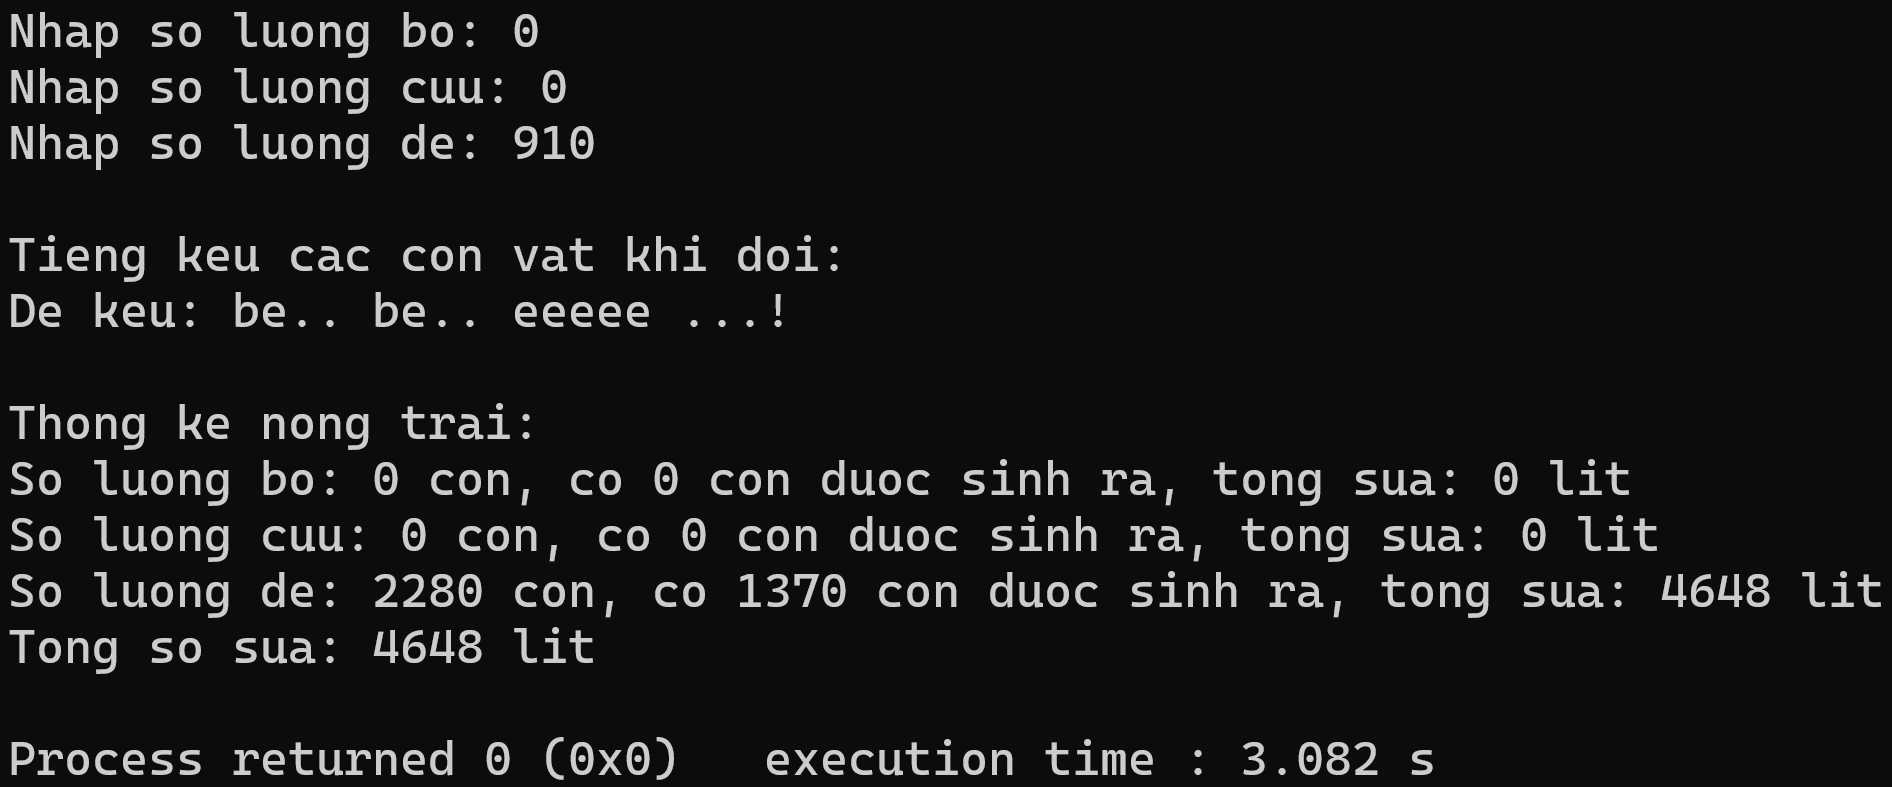 Nhap so luong bo: 0
Nhap so luong cuu: 0
Nhap so luong de: 910
Tieng keu cac con vat khi doi:
De keu: be.. be.. eeeee ...!
Thong ke nong trai:
So luong bo: 0 con, co 0 con duoc sinh ra, tong sua: 0 lit
So luong cuu: 0 con, co 0 con duoc sinh ra, tong sua: 0 lit
So luong de: 2280 con, co 1370 con duoc sinh ra, tong sua: 4648 lit
Tong so sua: 4648 lit
Process returned 0 (0x0)   execution time : 3.082 s